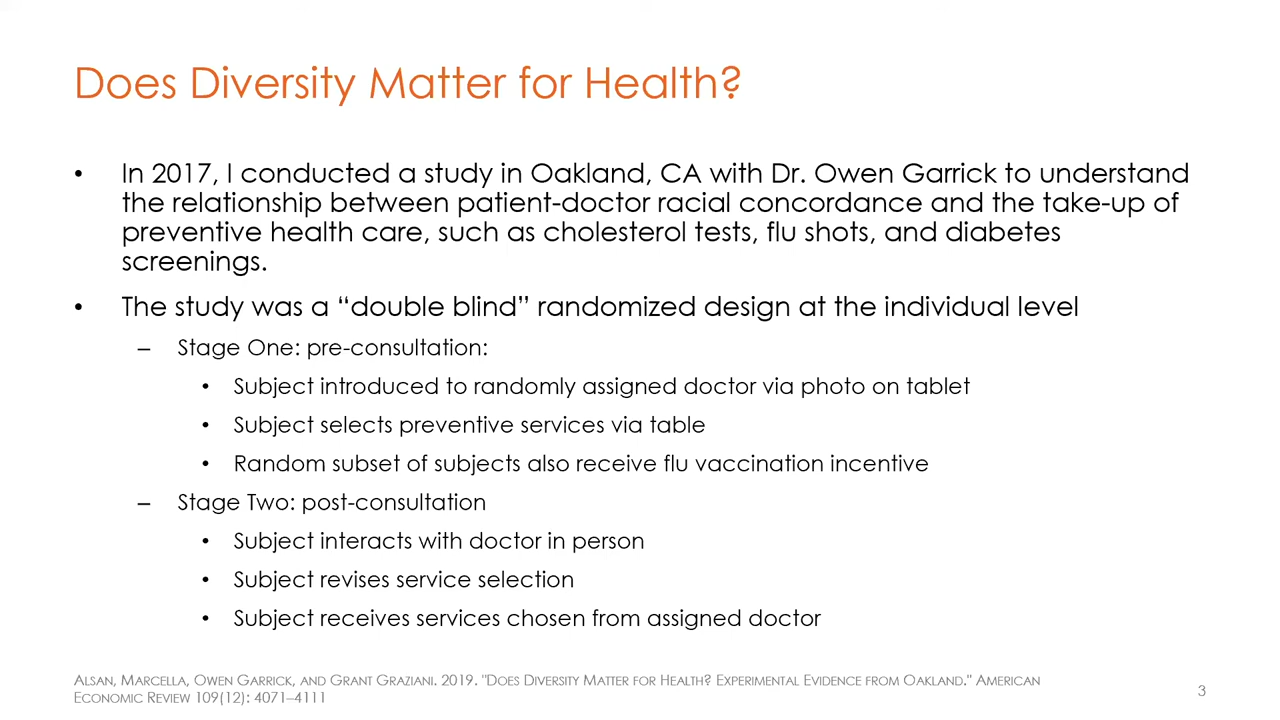 Does Diversity Matter for Health?
• In 2017, I conducted a study in Oakland, CA with Dr. Owen Garrick to understand
the relationship between patient-doctor racial concordance and the take-up of
preventive health care, such as cholesterol tests, flu shots, and diabetes
screenings.
• The study was a “double blind” randomized design at the individual level
– Stage One: pre-consultation:
• Subject introduced to randomly assigned doctor via photo on tablet
• Subject selects preventive services via table
• Random subset of subjects also receive flu vaccination incentive
– Stage Two: post-consultation
• Subject interacts with doctor in person
• Subject revises service selection
• Subject receives services chosen from assigned doctor
ALSAN, MARCELLA, OWEN GARRICK, AND GRANT GRAZIANI. 2019. "DOES DIVERSITY MATTER FOR HEALTH? EXPERIMENTAL EVIDENCE FROM OAKLAND." AMERICAN
ECONOMIC REVIEW 109(12): 4071–4111
3